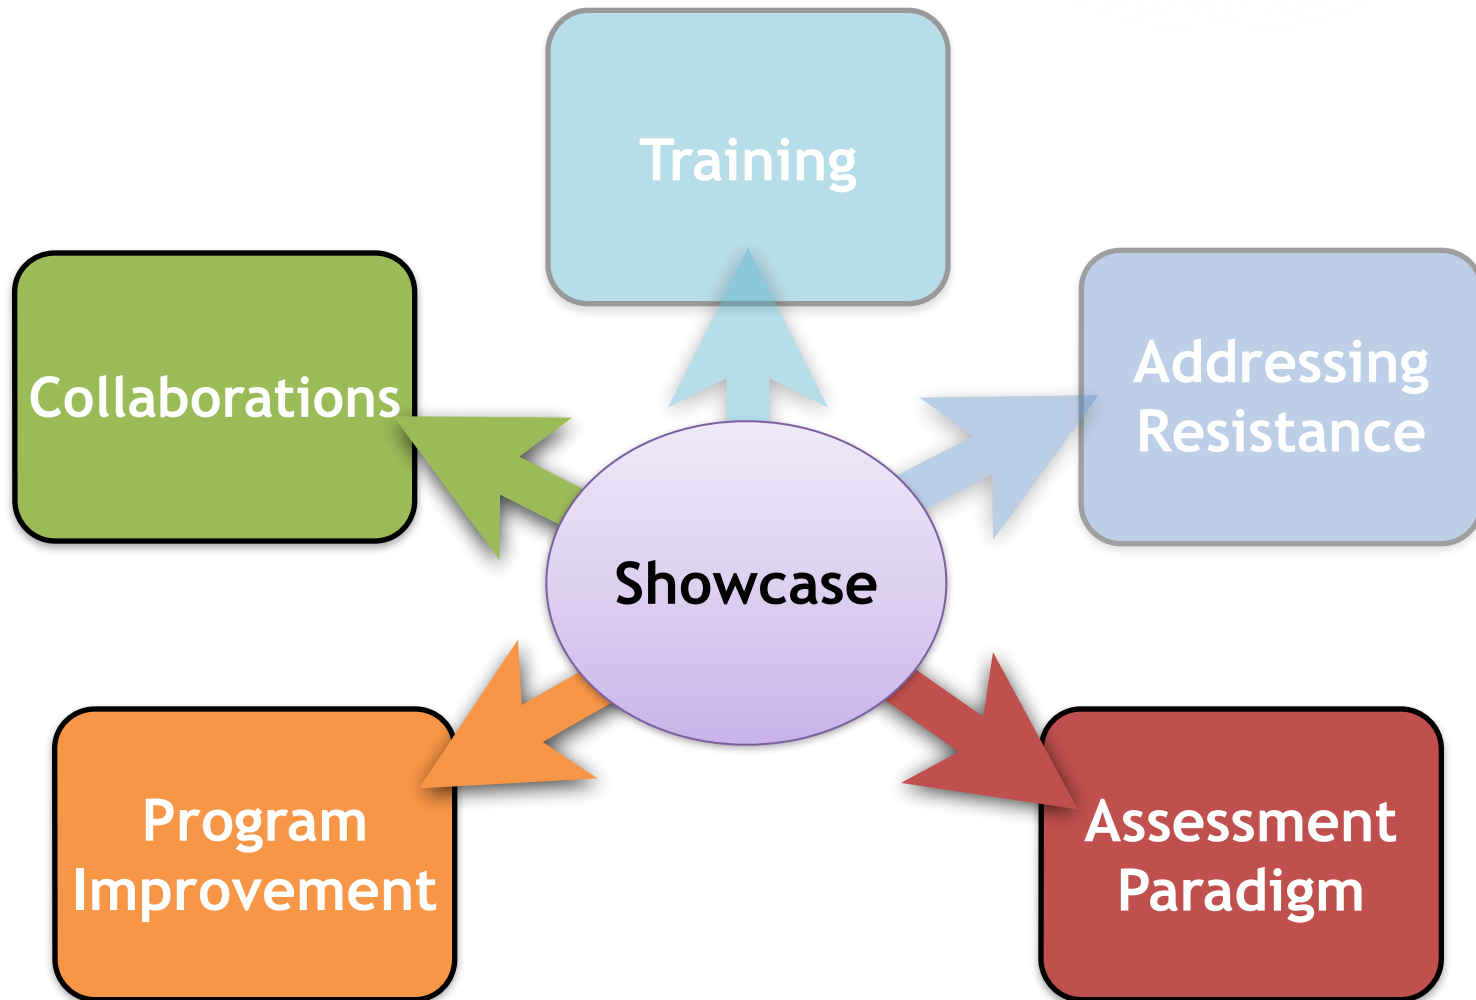 Training
Collaborations
Addressing
Resistance
Showcase
Program
Improvement
Assessment
Paradigm